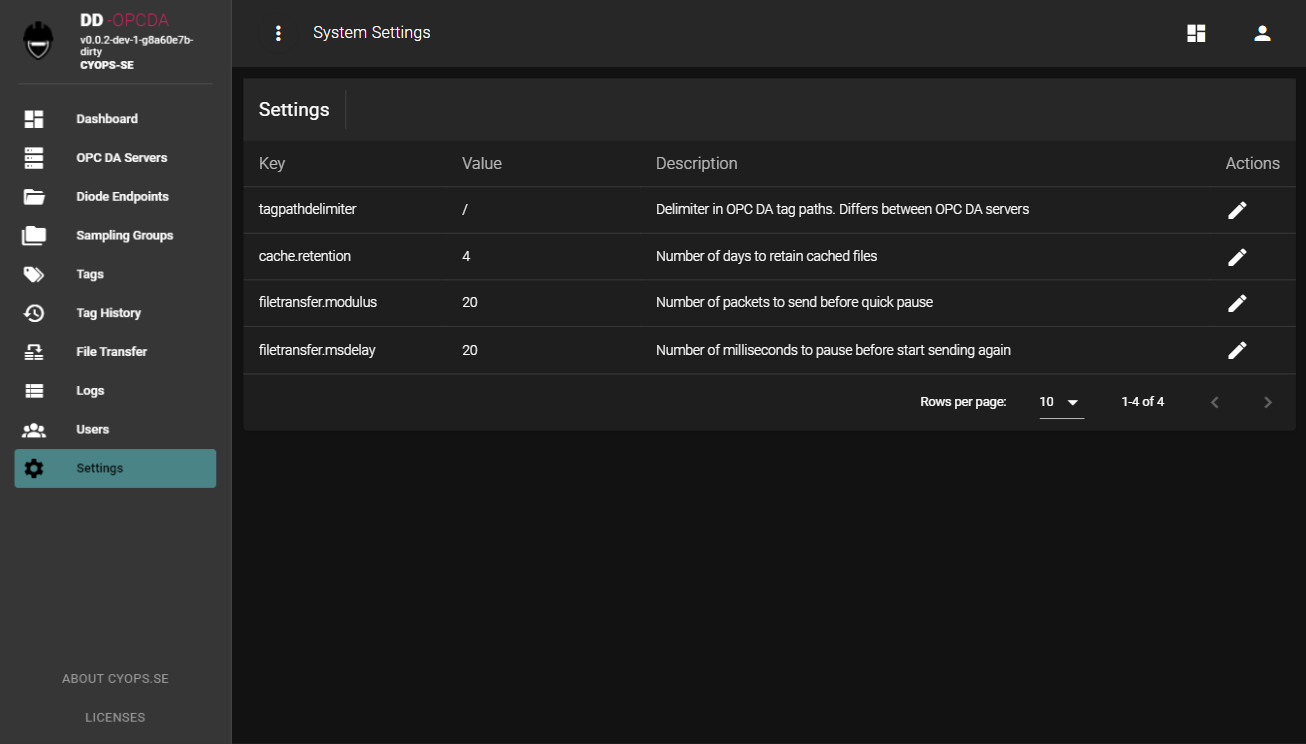 DD -OPCDA
v0.0.2-dev-1-g8a60e7b-
dirty
CYOPS-SE
Dashboard
OPC DA Servers
Diode Endpoints
Sampling Groups
Tags
Tag History
File Transfer
Logs
Users
Settings
ABOUT CYOPS.SE
LICENSES
System Settings
Settings
Key Value Description Actions
tagpathdelimiter / Delimiter in OPC DA tag paths. Differs between OPC DA servers
cache.retention 4 Number of days to retain cached files
filetransfer.modulus 20 Number of packets to send before quick pause
filetransfer.msdelay 20 Number of milliseconds to pause before start sending again
Rows per page: 10 1-4 of 4